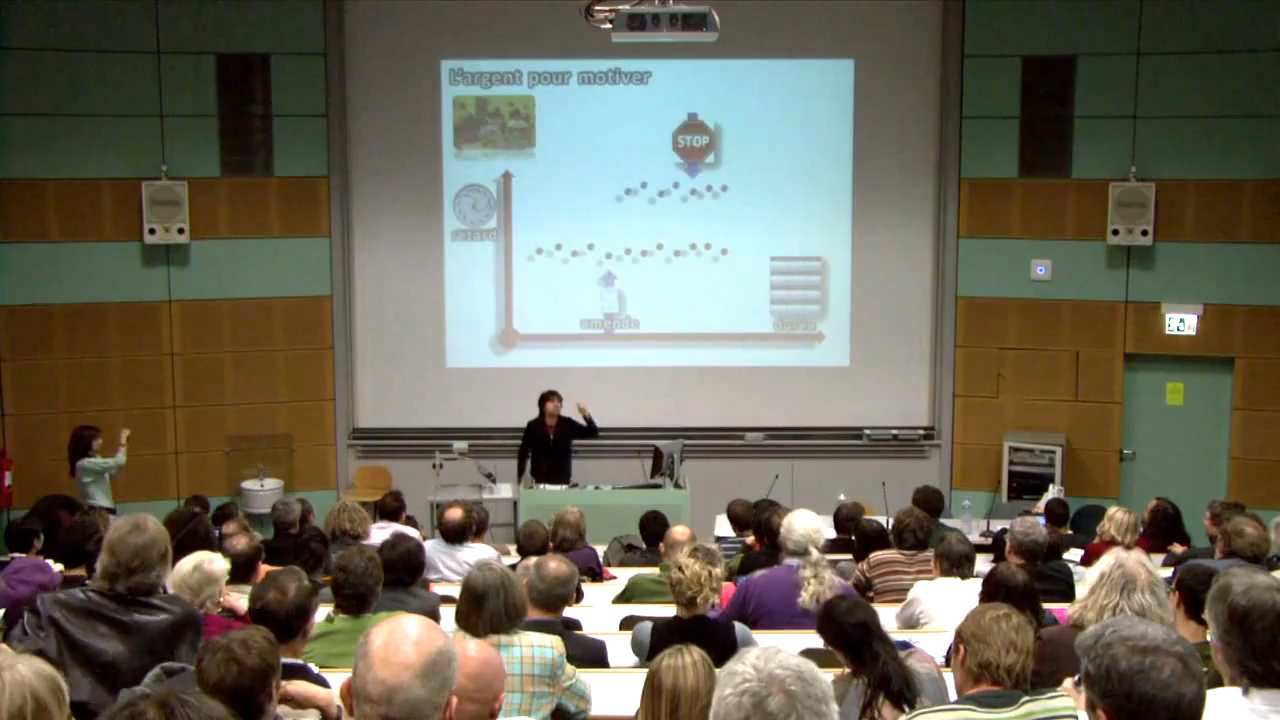 L'argent pour motiver
STOP
retard
amende
durée